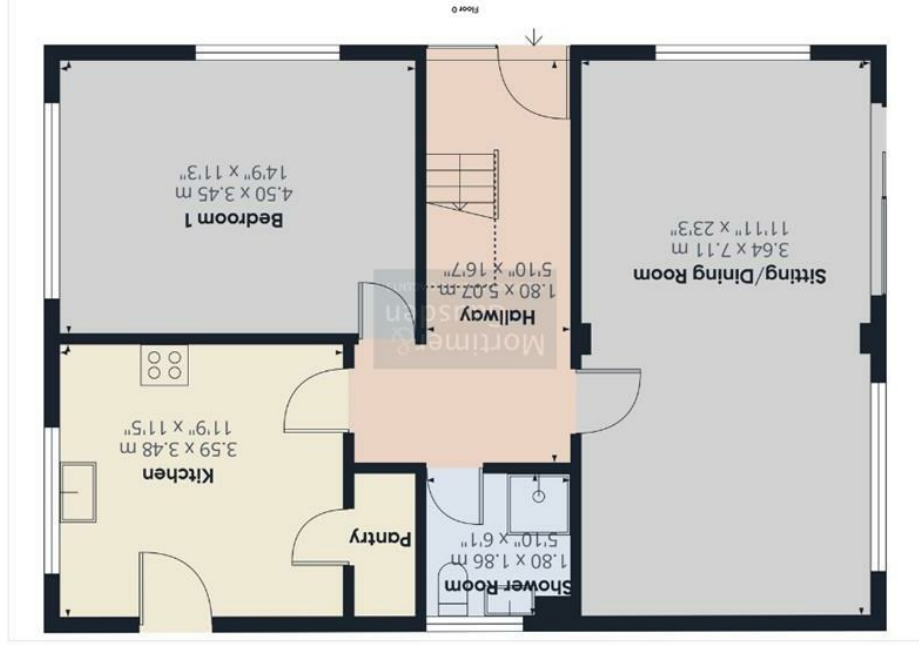 Shower Room
1.80 x 1.86 m
5'10" x 6'1"
Pantry
Kitchen
3.59 x 3.48 m
11'9" x 11'5"
Mortimer &
Gausden
Hallway
1.80 x 5.07 m
5'10" x 16'7"
Sitting/Dining Room
3.64 x 7.11 m
11'11" x 23'3"
Bedroom 1
4.50 x 3.45 m
14'9" x 11'3"
Floor 0